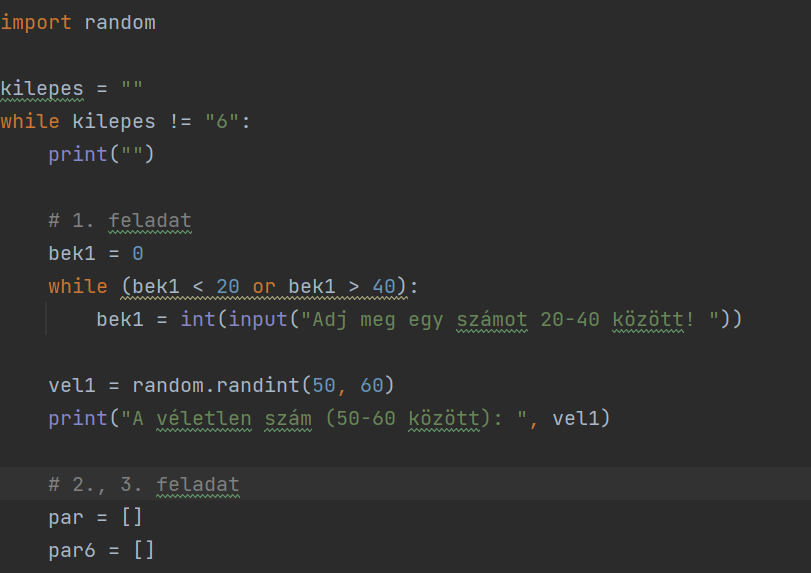 import random
kilepes = ""
while kilepes != "6":
    print("")
    # 1. feladat
    bek1 = 0
    while (bek1 < 20 or bek1 > 40):
        bek1 = int(input("Adj meg egy számot 20-40 között! "))
    vel1 = random.randint(50, 60)
    print("A véletlen szám (50-60 között): ", vel1)
    # 2., 3. feladat
    par = []
    par6 = []